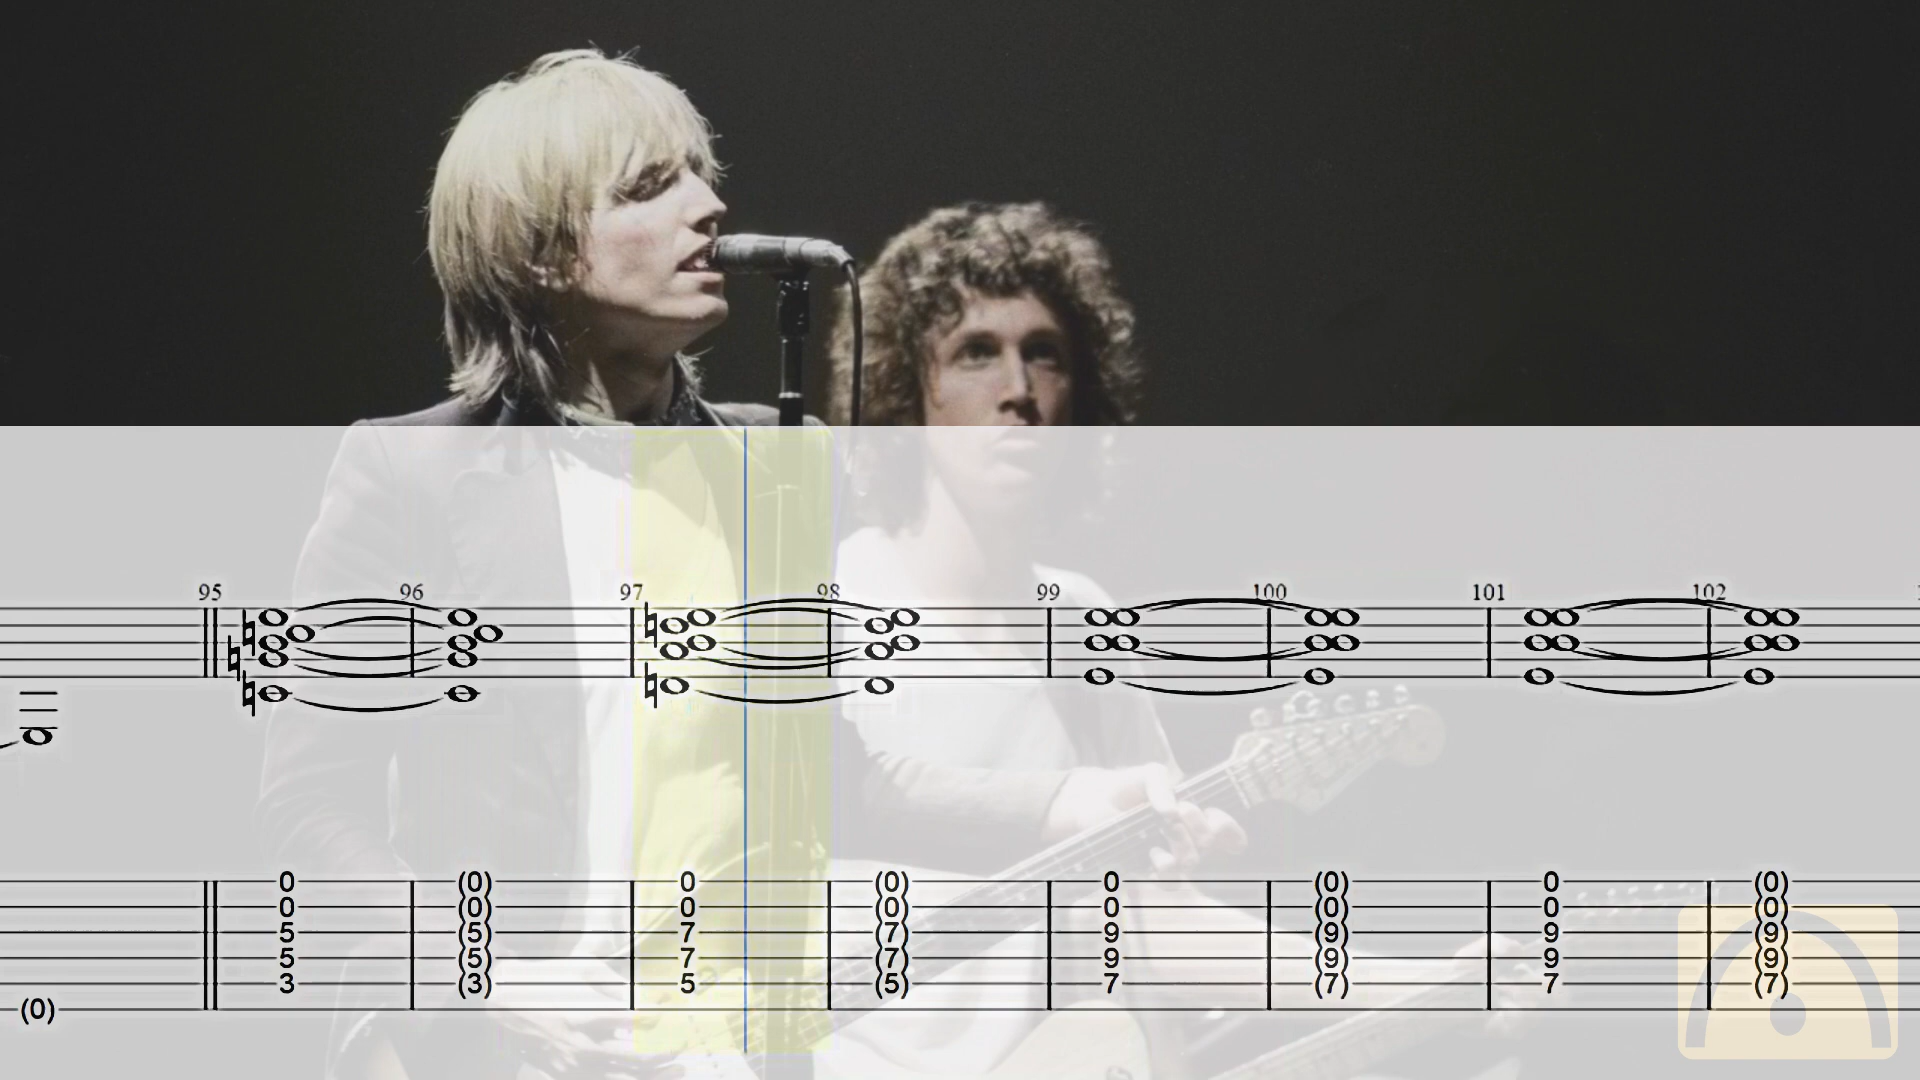 95 96 97 98 99 100 101 102
0 (0) 0 (0) 0 (0) 0 (0)
0 (0) 0 (0) 0 (0) 0 (0)
5 (5) 7 (7) 9 (9) 9 (9)
5 (5) 7 (7) 9 (9) 9 (9)
3 (3) 5 (5) 7 (7) 7 (7)
(0)